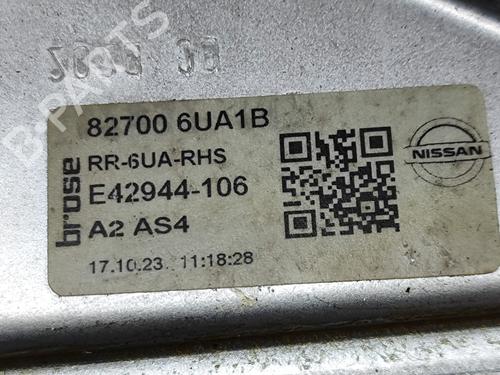 82700 6UA1B
RR-6UA-RHS
E42944-106
A2 AS4
17.10.23 11:18:28
brose
NISSAN
B-PARTS